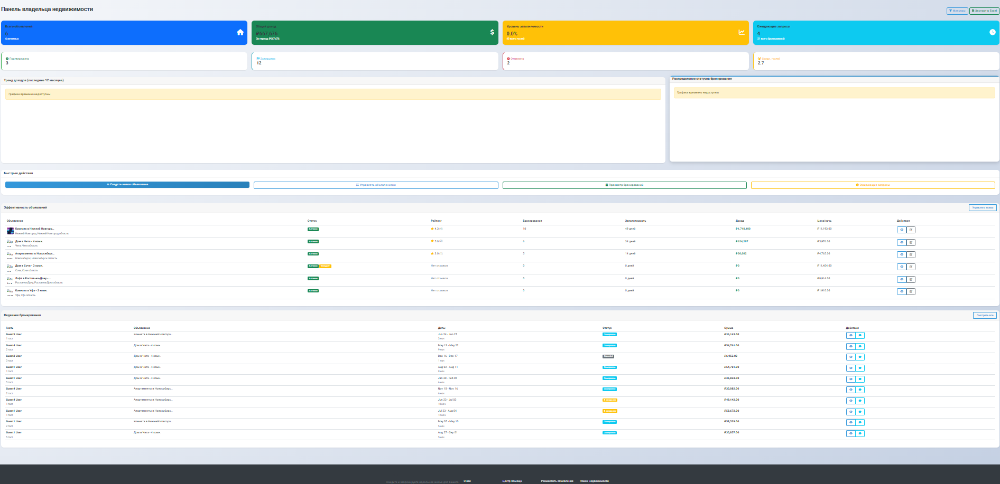 Панель владельца недвижимости
Фильтры
Экспорт в Excel
Всего объявлений
6
6 активных
Общий доход
₽667,676
За период: ₽667,676
Уровень заполняемости
0.0%
40 всего гостей
Ожидающие запросы
4
21 всего бронирований
Подтверждено
3
Завершено
12
Отменено
2
Средн. гостей
2.7
Тренд доходов (последние 12 месяцев)
Графики временно недоступны
Распределение статусов бронирования
Графики временно недоступны
Быстрые действия
Создать новое объявление
Управлять объявлениями
Просмотр бронирований
Ожидающие запросы
Эффективность объявлений
Управлять всеми
Объявление Статус Рейтинг Бронирования Заполняемость Доход Цена/ночь Действия
Комната в Нижний Новгоро... Активно 4.3 (4) 10 49 дней ₽1,718,100 ₽11,193.00
Нижний Новгород, Нижний Новгород область
Дом в Чита - 4 комн. Активно 5.0 (3) 6 34 дней ₽624,207 ₽5,976.00
Чита, Чита область
Апартаменты в Новосибирс... Активно 3.0 (1) 5 14 дней ₽30,082 ₽4,765.00
Новосибирск, Новосибирск область
Дом в Сочи - 3 комн. Активно Нет отзывов 0 0 дней ₽0 ₽11,404.00
Сочи, Сочи область
Лофт в Ростов-на-Дону - ... Активно Нет отзывов 0 0 дней ₽0 ₽9,914.00
Ростов-на-Дону, Ростов-на-Дону область
Комната в Уфа - 2 комн. Активно Нет отзывов 0 0 дней ₽0 ₽1,910.00
Уфа, Уфа область
Недавние бронирования
Смотреть все
Гость Объявление Даты Статус Сумма Действия
Guest5 User Комната в Нижний Новгоро... Jun 24 - Jun 27 Завершено ₽36,143.00
1 гост 3 ноч
Guest4 User Дом в Чита - 4 комн. May 13 - May 22 Завершено ₽54,761.00
2 гост 9 ноч
Guest3 User Дом в Чита - 4 комн. Dec 16 - Dec 17 Canceled ₽6,952.00
3 гост 1 ноч
Guest1 User Дом в Чита - 4 комн. Aug 02 - Aug 11 Завершено ₽54,761.00
1 гост 9 ноч
Guest1 User Дом в Чита - 4 комн. Jan 30 - Feb 05 Завершено ₽36,833.00
5 гост 6 ноч
Guest4 User Апартаменты в Новосибирс... Nov 10 - Nov 16 Завершено ₽30,082.00
2 гост 6 ноч
Guest4 User Апартаменты в Новосибирс... Jun 23 - Jul 03 В ожидании ₽49,142.00
1 гост 10 ноч
Guest1 User Апартаменты в Новосибирс... Jul 23 - Aug 04 В ожидании ₽58,672.00
1 гост 12 ноч
Guest1 User Комната в Нижний Новгоро... May 05 - May 10 Завершено ₽58,529.00
2 гост 5 ноч
Guest1 User Дом в Чита - 4 комн. Aug 27 - Sep 01 Завершено ₽30,857.00
5 гост 5 ноч
Найдите и забронируйте идеальное жилье для вашего
О нас
Центр помощи
Разместить объявление
Поиск недвижимости